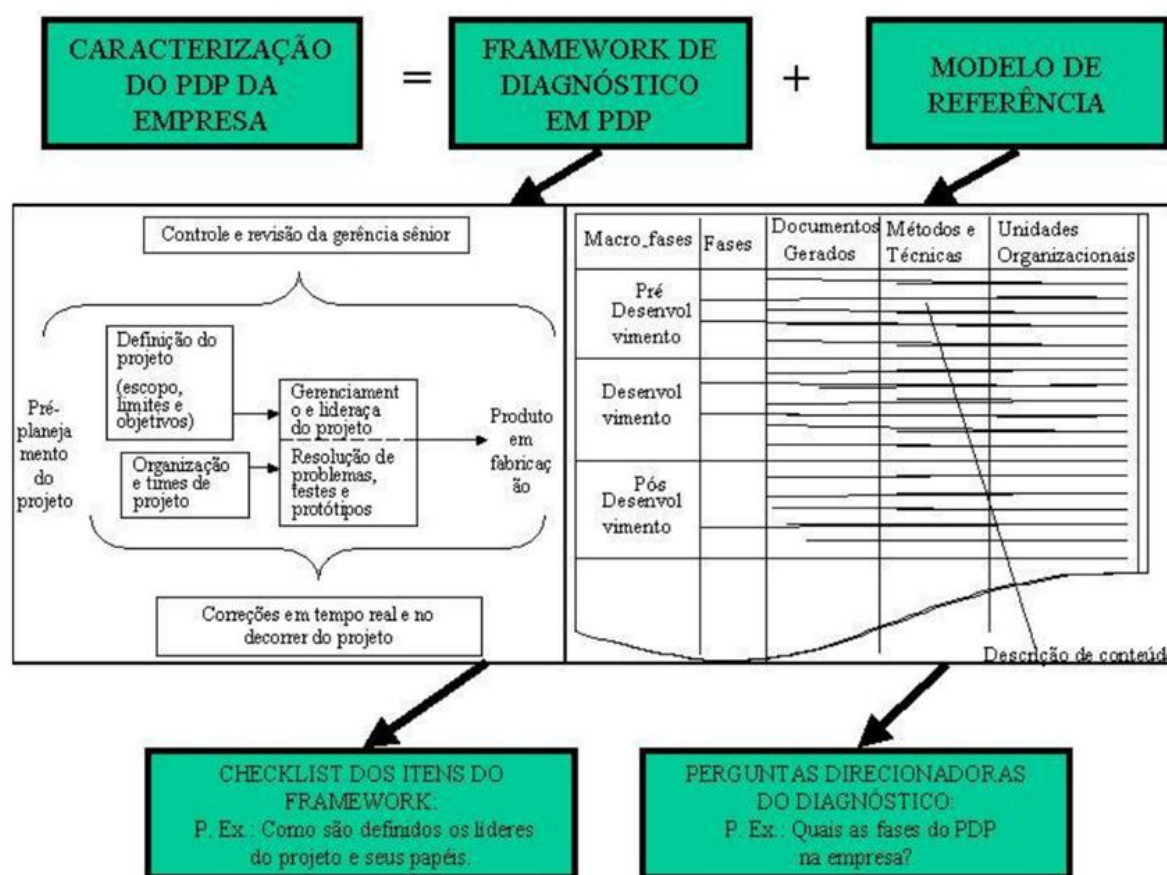 CARACTERIZAÇÃO
DO PDP DA
EMPRESA
=
FRAMEWORK DE
DIAGNÓSTICO
EM PDP
+
MODELO DE
REFERÊNCIA
Controle e revisão da gerência sênior
Pré-
planeja
mento
do
projeto
Definição do
projeto
(escopo,
limites e
objetivos)
Organização
e times de
projeto
Gerenciament
o e lideraça
do projeto
Resolução de
problemas,
testes e
protótipos
Produto
em
fabricaç
ão
Correções em tempo real e no
decorrer do projeto
Macro_fases
Fases
Documentos
Gerados
Métodos e
Técnicas
Unidades
Organizacionais
Pré
Desenvol
vimento
Desenvol
vimento
Pós
Desenvol
vimento
Descrição de conteúdo
CHECKLIST DOS ITENS DO
FRAMEWORK:
P. Ex.: Como são definidos os líderes
do projeto e seus papéis.
PERGUNTAS DIRECIONADORAS
DO DIAGNÓSTICO:
P. Ex.: Quais as fases do PDP
na empresa?